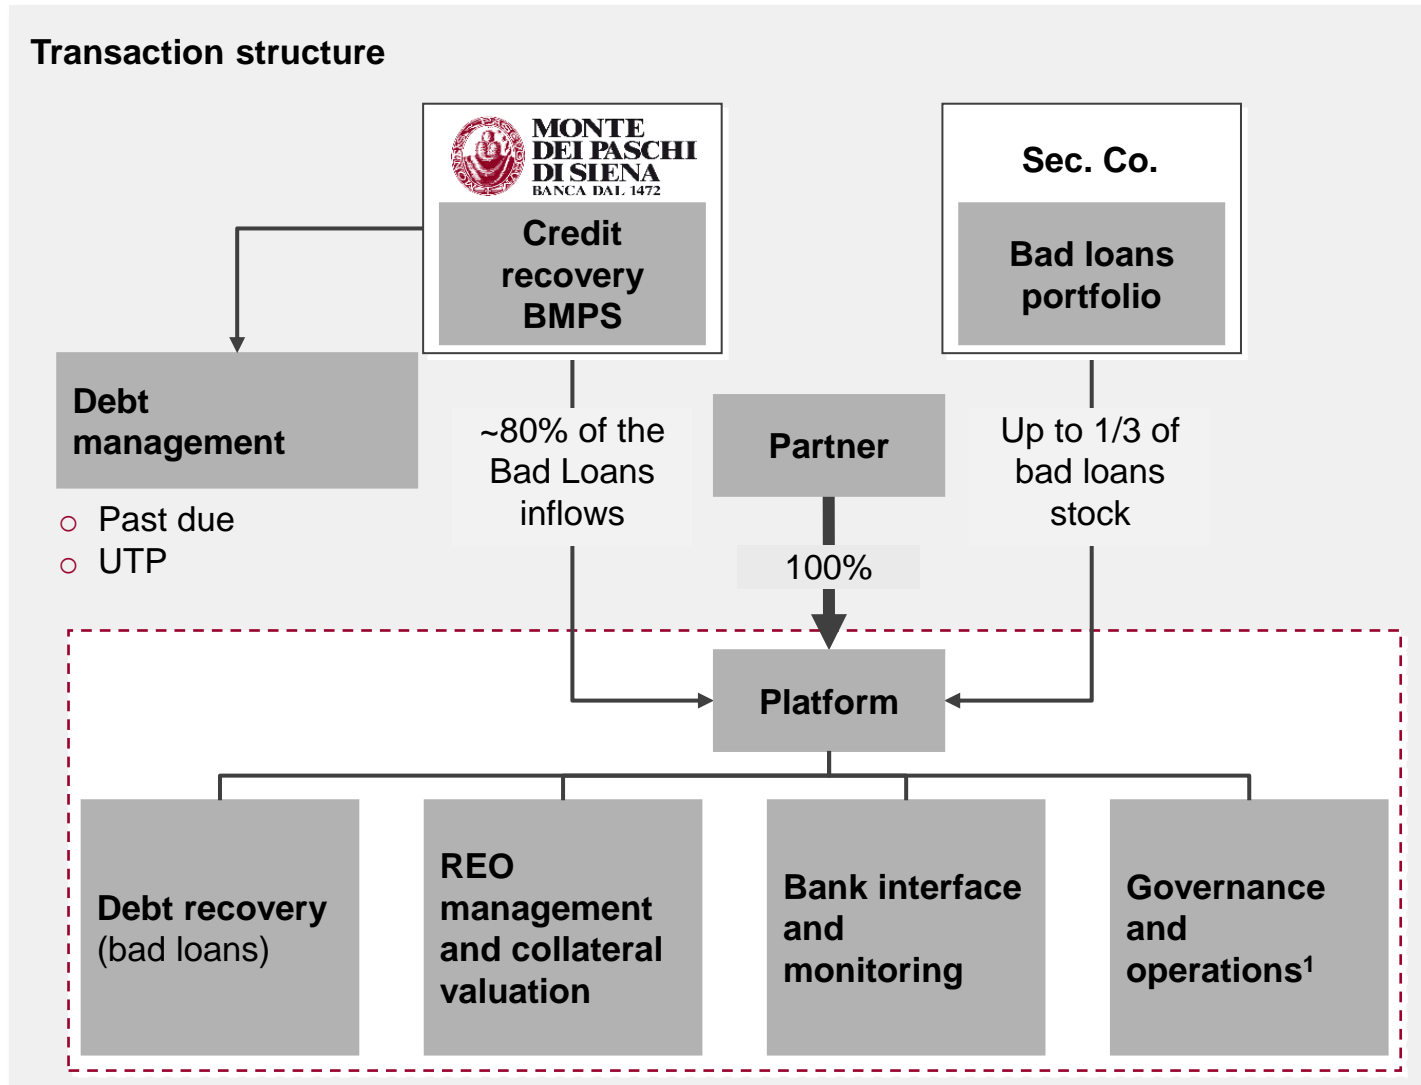 Transaction structure
MONTE
DEI PASCHI
DI SIENA
BANCA DAL 1472
Credit
recovery
BMPS
Sec. Co.
Bad loans
portfolio
Debt
management
Past due
UTP
~80% of the
Bad Loans
inflows
Partner
100%
Up to 1/3 of
bad loans
stock
Platform
Debt recovery
(bad loans)
REO
management
and collateral
valuation
Bank interface
and
monitoring
Governance
and
operations¹